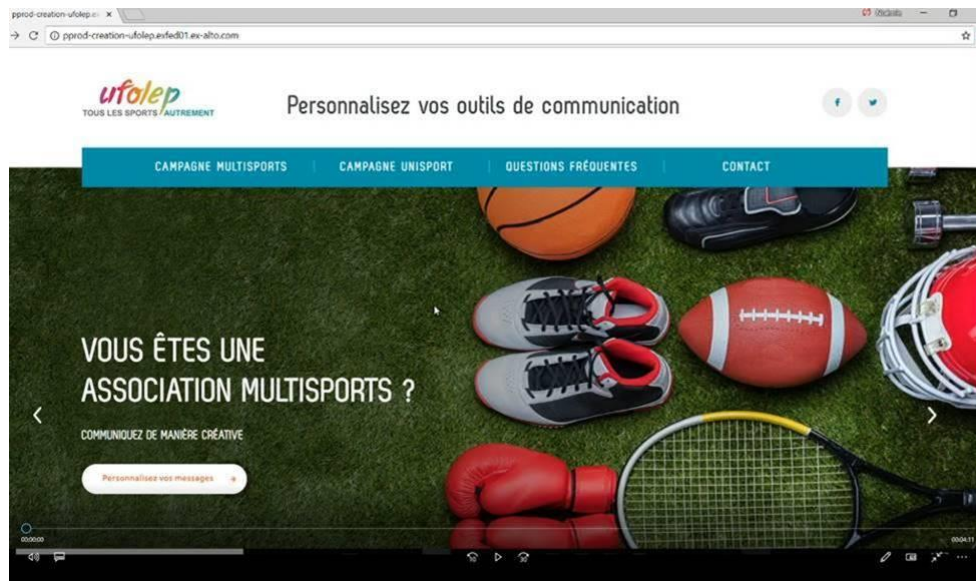 pprod-creation-ufolep.ex
pprod-creation-ufolep.exfed01.ex-alto.com
ufolep
TOUS LES SPORTS AUTREMENT
Personnalisez vos outils de communication
CAMPAGNE MULTISPORTS
CAMPAGNE UNISPORT
QUESTIONS FRÉQUENTES
CONTACT
VOUS ÊTES UNE
ASSOCIATION MULTISPORTS ?
COMMUNIQUEZ DE MANIÈRE CRÉATIVE
Personnalisez vos messages
00:00:00
00:04:11
10
30